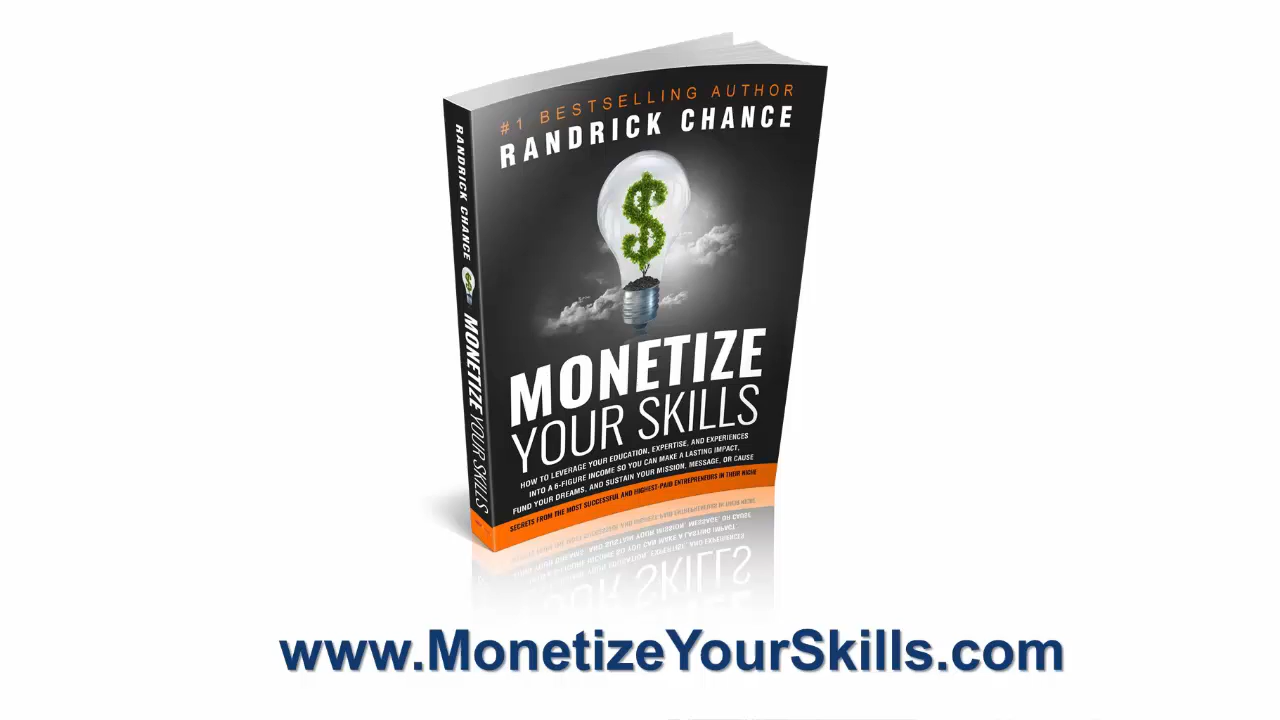 #1 BESTSELLING AUTHOR
RANDRICK CHANCE
MONETIZE
YOUR SKILLS
HOW TO LEVERAGE YOUR EDUCATION, EXPERTISE, AND EXPERIENCES
INTO A 6-FIGURE INCOME SO YOU CAN MAKE A LASTING IMPACT,
FUND YOUR DREAMS, AND SUSTAIN YOUR MISSION, MESSAGE, OR CAUSE
SECRETS FROM THE MOST SUCCESSFUL AND HIGHEST-PAID ENTREPRENEURS IN THEIR NICHE
RANDRICK CHANCE MONETIZE YOUR SKILLS
www.MonetizeYourSkills.com